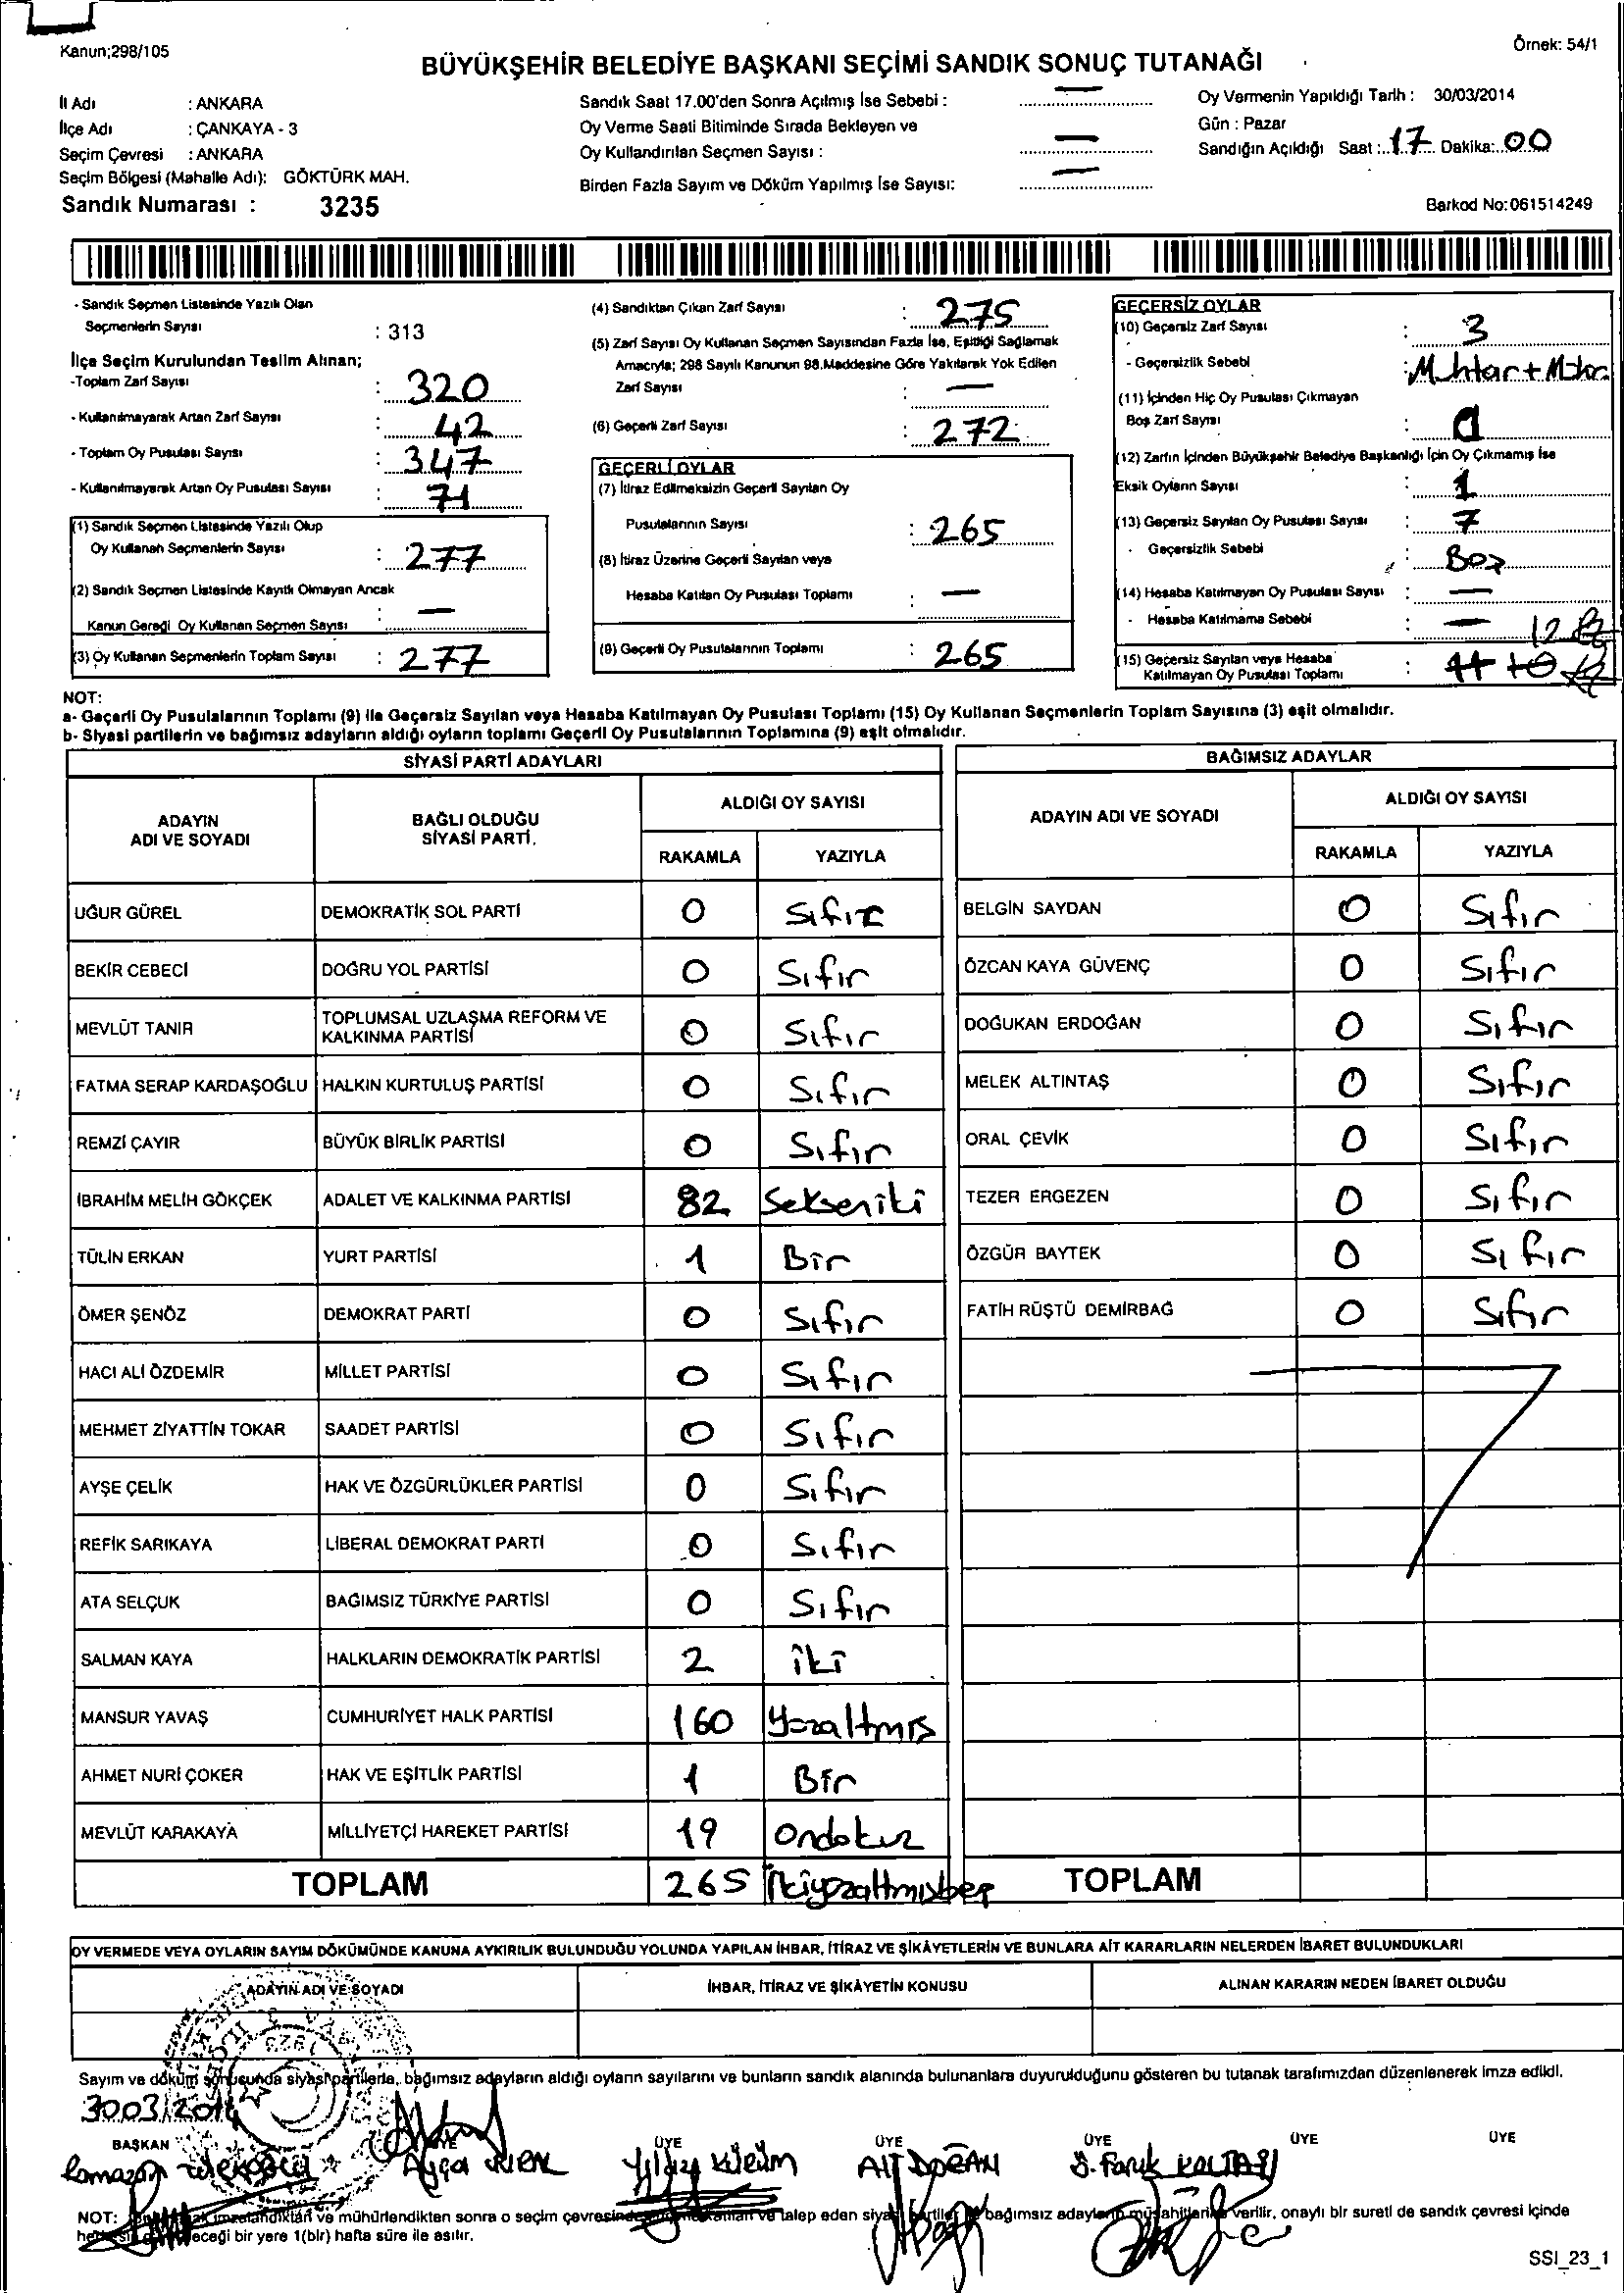 Kanun;298/105
Örnek: 54/1
BÜYÜKŞEHİR BELEDİYE BAŞKANI SEÇİMİ SANDIK SONUÇ TUTANAĞI
İl Adı : ANKARA
İlçe Adı : ÇANKAYA - 3
Seçim Çevresi : ANKARA
Seçim Bölgesi (Mahalle Adı): GÖKTÜRK MAH.
Sandık Numarası : 3235
Sandık Saat 17.00'den Sonra Açılmış İse Sebebi : —
Oy Verme Saati Bitiminde Sırada Bekleyen ve
Oy Kullandırılan Seçmen Sayısı : —
Birden Fazla Sayım ve Döküm Yapılmış İse Sayısı: —
Oy Vermenin Yapıldığı Tarih : 30/03/2014
Gün : Pazar
Sandığın Açıldığı Saat : 17 Dakika: 00
Barkod No:061514249
- Sandık Seçmen Listesinde Yazılı Olan
Seçmenlerin Sayısı : 313
İlçe Seçim Kurulundan Teslim Alınan;
-Toplam Zarf Sayısı : 320
- Kullanılmayarak Artan Zarf Sayısı : 42
- Toplam Oy Pusulası Sayısı : 347
- Kullanılmayarak Artan Oy Pusulası Sayısı : 71
(1) Sandık Seçmen Listesinde Yazılı Olup
Oy Kullanan Seçmenlerin Sayısı : 277
(2) Sandık Seçmen Listesinde Kayıtlı Olmayan Ancak
Kanun Gereği Oy Kullanan Seçmen Sayısı : —
(3) Oy Kullanan Seçmenlerin Toplam Sayısı : 277
(4) Sandıktan Çıkan Zarf Sayısı : 275
(5) Zarf Sayısı Oy Kullanan Seçmen Sayısından Fazla İse, Eşitliği Sağlamak
Amacıyla; 298 Sayılı Kanunun 98.Maddesine Göre Yakılarak Yok Edilen
Zarf Sayısı : —
(6) Geçerli Zarf Sayısı : 272
GEÇERLİ OYLAR
(7) İtiraz Edilmeksizin Geçerli Sayılan Oy
Pusulalarının Sayısı : 265
(8) İtiraz Üzerine Geçerli Sayılan veya
Hesaba Katılan Oy Pusulası Toplamı : —
(9) Geçerli Oy Pusulalarının Toplamı : 265
GEÇERSİZ OYLAR
(10) Geçersiz Zarf Sayısı : 3
- Geçersizlik Sebebi :
(11) İçinden Hiç Oy Pusulası Çıkmayan
Boş Zarf Sayısı :
(12) Zarfın İçinden Büyükşehir Belediye Başkanlığı İçin Oy Çıkmamış İse
Eksik Oyların Sayısı : 1
(13) Geçersiz Sayılan Oy Pusulası Sayısı : 7
- Geçersizlik Sebebi : Boş
(14) Hesaba Katılmayan Oy Pusulası Sayısı : —
- Hesaba Katılmama Sebebi : —
12
(15) Geçersiz Sayılan veya Hesaba
Katılmayan Oy Pusulası Toplamı : 11 10
NOT:
a- Geçerli Oy Pusulalarının Toplamı (9) ile Geçersiz Sayılan veya Hesaba Katılmayan Oy Pusulası Toplamı (15) Oy Kullanan Seçmenlerin Toplam Sayısına (3) eşit olmalıdır.
b- Siyasi partilerin ve bağımsız adayların aldığı oyların toplamı Geçerli Oy Pusulalarının Toplamına (9) eşit olmalıdır.
SİYASİ PARTİ ADAYLARI
ADAYIN ADI VE SOYADI BAĞLI OLDUĞU SİYASİ PARTİ. ALDIĞI OY SAYISI
RAKAMLA YAZIYLA
UĞUR GÜREL DEMOKRATİK SOL PARTİ 0 Sıfır
BEKİR CEBECİ DOĞRU YOL PARTİSİ 0 Sıfır
MEVLÜT TANIR TOPLUMSAL UZLAŞMA REFORM VE KALKINMA PARTİSİ 0 Sıfır
FATMA SERAP KARDAŞOĞLU HALKIN KURTULUŞ PARTİSİ 0 Sıfır
REMZİ ÇAYIR BÜYÜK BİRLİK PARTİSİ 0 Sıfır
İBRAHİM MELİH GÖKÇEK ADALET VE KALKINMA PARTİSİ 82 Sekseniki
TÜLİN ERKAN YURT PARTİSİ 1 Bir
ÖMER ŞENÖZ DEMOKRAT PARTİ 0 Sıfır
HACI ALİ ÖZDEMİR MİLLET PARTİSİ 0 Sıfır
MEHMET ZİYATTİN TOKAR SAADET PARTİSİ 0 Sıfır
AYŞE ÇELİK HAK VE ÖZGÜRLÜKLER PARTİSİ 0 Sıfır
REFİK SARIKAYA LİBERAL DEMOKRAT PARTİ 0 Sıfır
ATA SELÇUK BAĞIMSIZ TÜRKİYE PARTİSİ 0 Sıfır
SALMAN KAYA HALKLARIN DEMOKRATİK PARTİSİ 2 iki
MANSUR YAVAŞ CUMHURİYET HALK PARTİSİ 160 Yüzaltmış
AHMET NURİ ÇOKER HAK VE EŞİTLİK PARTİSİ 1 Bir
MEVLÜT KARAKAYA MİLLİYETÇİ HAREKET PARTİSİ 19 Ondokuz
TOPLAM 265 İkiyüzaltmışbeş
BAĞIMSIZ ADAYLAR
ADAYIN ADI VE SOYADI ALDIĞI OY SAYISI
RAKAMLA YAZIYLA
BELGİN SAYDAN 0 Sıfır
ÖZCAN KAYA GÜVENÇ 0 Sıfır
DOĞUKAN ERDOĞAN 0 Sıfır
MELEK ALTINTAŞ 0 Sıfır
ORAL ÇEVİK 0 Sıfır
TEZER ERGEZEN 0 Sıfır
ÖZGÜR BAYTEK 0 Sıfır
FATİH RÜŞTÜ DEMİRBAĞ 0 Sıfır
TOPLAM
OY VERMEDE VEYA OYLARIN SAYIM DÖKÜMÜNDE KANUNA AYKIRILIK BULUNDUĞU YOLUNDA YAPILAN İHBAR, İTİRAZ VE ŞİKÂYETLERİN VE BUNLARA AİT KARARLARIN NELERDEN İBARET BULUNDUKLARI
ADAYIN ADI VE SOYADI İHBAR, İTİRAZ VE ŞİKÂYETİN KONUSU ALINAN KARARIN NEDEN İBARET OLDUĞU
Sayım ve döküm sonusunda siyasi partilerle, bağımsız adayların aldığı oyların sayılarını ve bunların sandık alanında bulunanlara duyurulduğunu gösteren bu tutanak tarafımızdan düzenlenerek imza edildi.
3003/2014
BAŞKAN ÜYE ÜYE ÜYE ÜYE ÜYE ÜYE
Ramazan Ayça Yıldız Ali DOĞAN Ö. Faruk
NOT: imzalandıktan ve mühürlendikten sonra o seçim çevresinde ve talep eden siyasi bağımsız adayların müşahitlerine verilir, onaylı bir sureti de sandık çevresi içinde
bir yere 1(bir) hafta süre ile asılır.
SSI_23_1